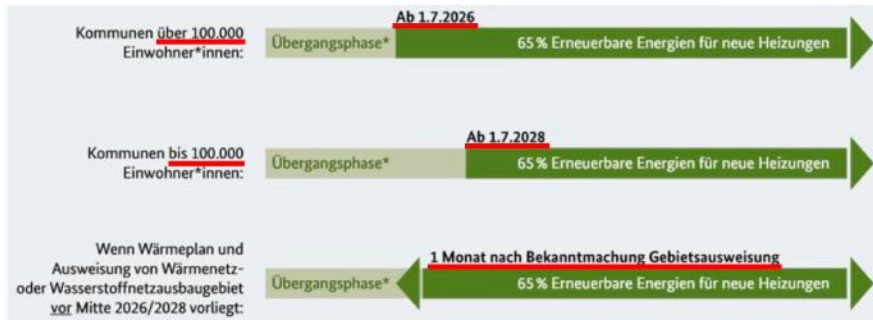 Kommunen über 100.000
Einwohner*innen:
Übergangsphase*
Ab 1.7.2026
65 % Erneuerbare Energien für neue Heizungen
Kommunen bis 100.000
Einwohner*innen:
Übergangsphase*
Ab 1.7.2028
65 % Erneuerbare Energien für neue Heizungen
Wenn Wärmeplan und
Ausweisung von Wärmenetz-
oder Wasserstoffnetzausbaugebiet
vor Mitte 2026/2028 vorliegt:
Übergangsphase*
1 Monat nach Bekanntmachung Gebietsausweisung
65 % Erneuerbare Energien für neue Heizungen